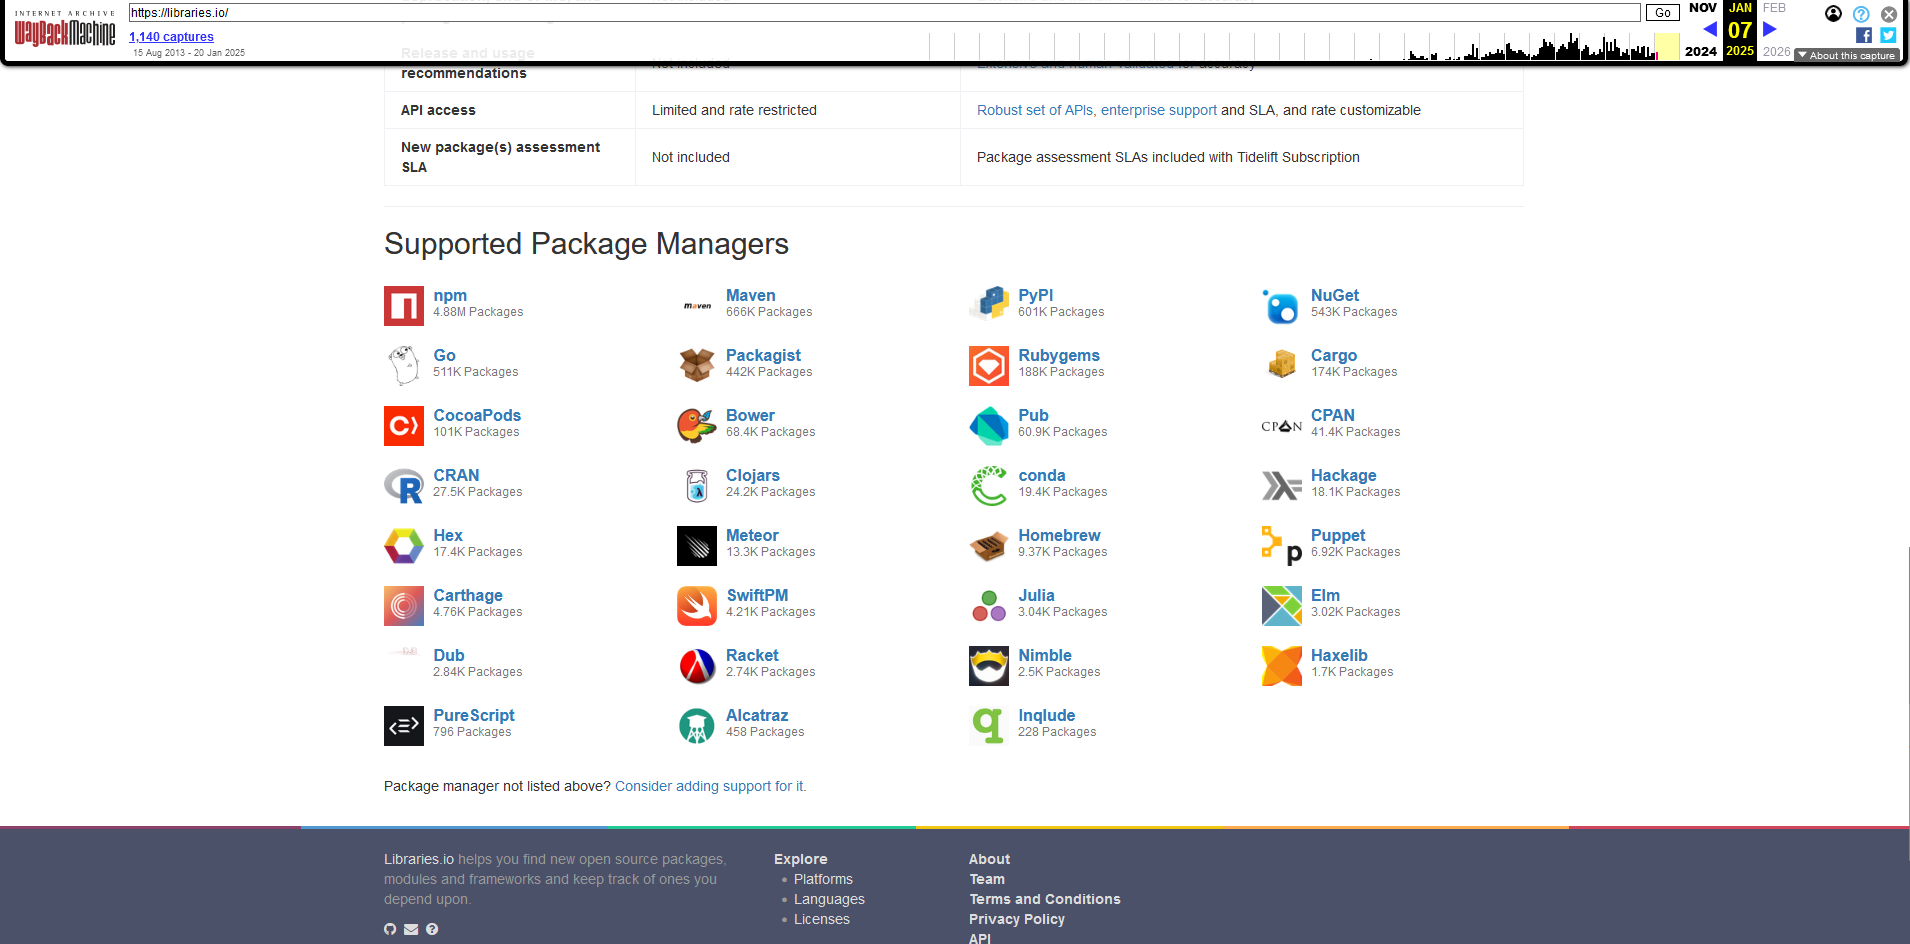 INTERNET ARCHIVE
WayBackMachine
https://libraries.io/
Go
NOV JAN FEB
07
2024 2025 2026
1,140 captures
15 Aug 2013 - 20 Jan 2025
About this capture
Release and usage
recommendations
Not included
Extensive and human-validated for accuracy
API access
Limited and rate restricted
Robust set of APIs, enterprise support and SLA, and rate customizable
New package(s) assessment
SLA
Not included
Package assessment SLAs included with Tidelift Subscription
Supported Package Managers
npm
4.88M Packages
maven
Maven
666K Packages
PyPI
601K Packages
NuGet
543K Packages
Go
511K Packages
Packagist
442K Packages
Rubygems
188K Packages
Cargo
174K Packages
CocoaPods
101K Packages
Bower
68.4K Packages
Pub
60.9K Packages
CPAN
CPAN
41.4K Packages
CRAN
27.5K Packages
Clojars
24.2K Packages
conda
19.4K Packages
Hackage
18.1K Packages
Hex
17.4K Packages
Meteor
13.3K Packages
Homebrew
9.37K Packages
Puppet
6.92K Packages
Carthage
4.76K Packages
SwiftPM
4.21K Packages
Julia
3.04K Packages
Elm
3.02K Packages
DUB
Dub
2.84K Packages
Racket
2.74K Packages
Nimble
2.5K Packages
Haxelib
1.7K Packages
PureScript
796 Packages
Alcatraz
458 Packages
Inqlude
228 Packages
Package manager not listed above? Consider adding support for it.
Libraries.io helps you find new open source packages,
modules and frameworks and keep track of ones you
depend upon.
Explore
Platforms
Languages
Licenses
About
Team
Terms and Conditions
Privacy Policy
API